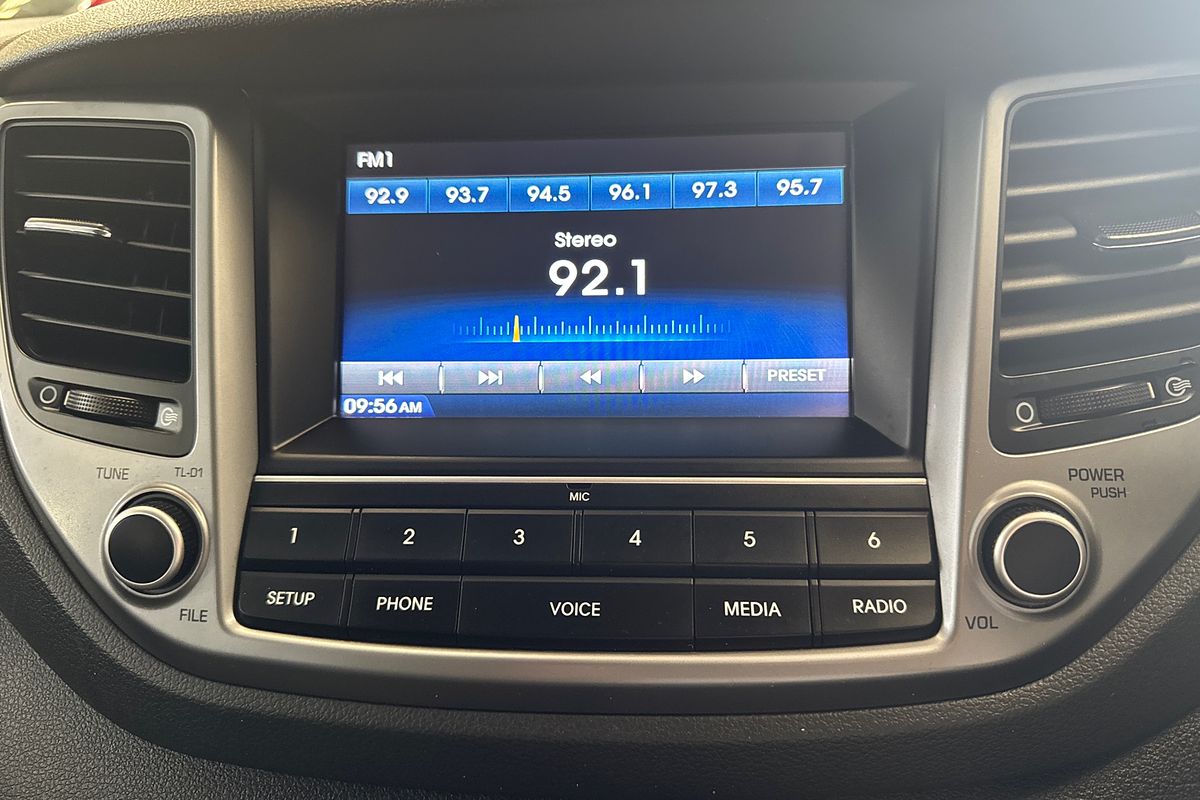 FM1
92.9 93.7 94.5 96.1 97.3 95.7
Stereo
92.1
PRESET
09:56 AM
TUNE TL-D1
MIC
POWER
PUSH
1 2 3 4 5 6
SETUP PHONE VOICE MEDIA RADIO
FILE
VOL